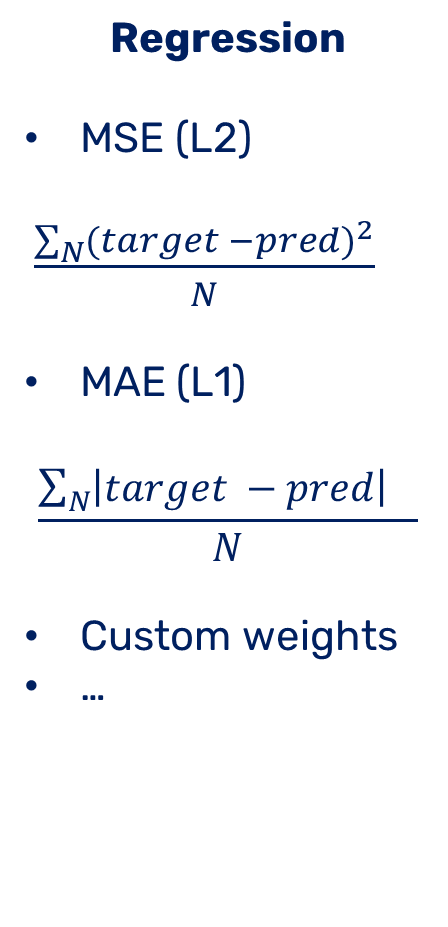 Regression
• MSE (L2)
∑N(target −pred)²
N
• MAE (L1)
∑N|target − pred|
N
• Custom weights
• ...